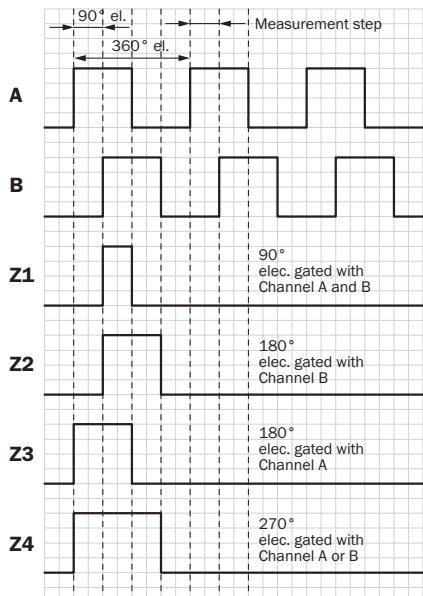 90° el.
Measurement step
360° el.
A
B
Z1
90°
elec. gated with
Channel A and B
Z2
180°
elec. gated with
Channel B
Z3
180°
elec. gated with
Channel A
Z4
270°
elec. gated with
Channel A or B